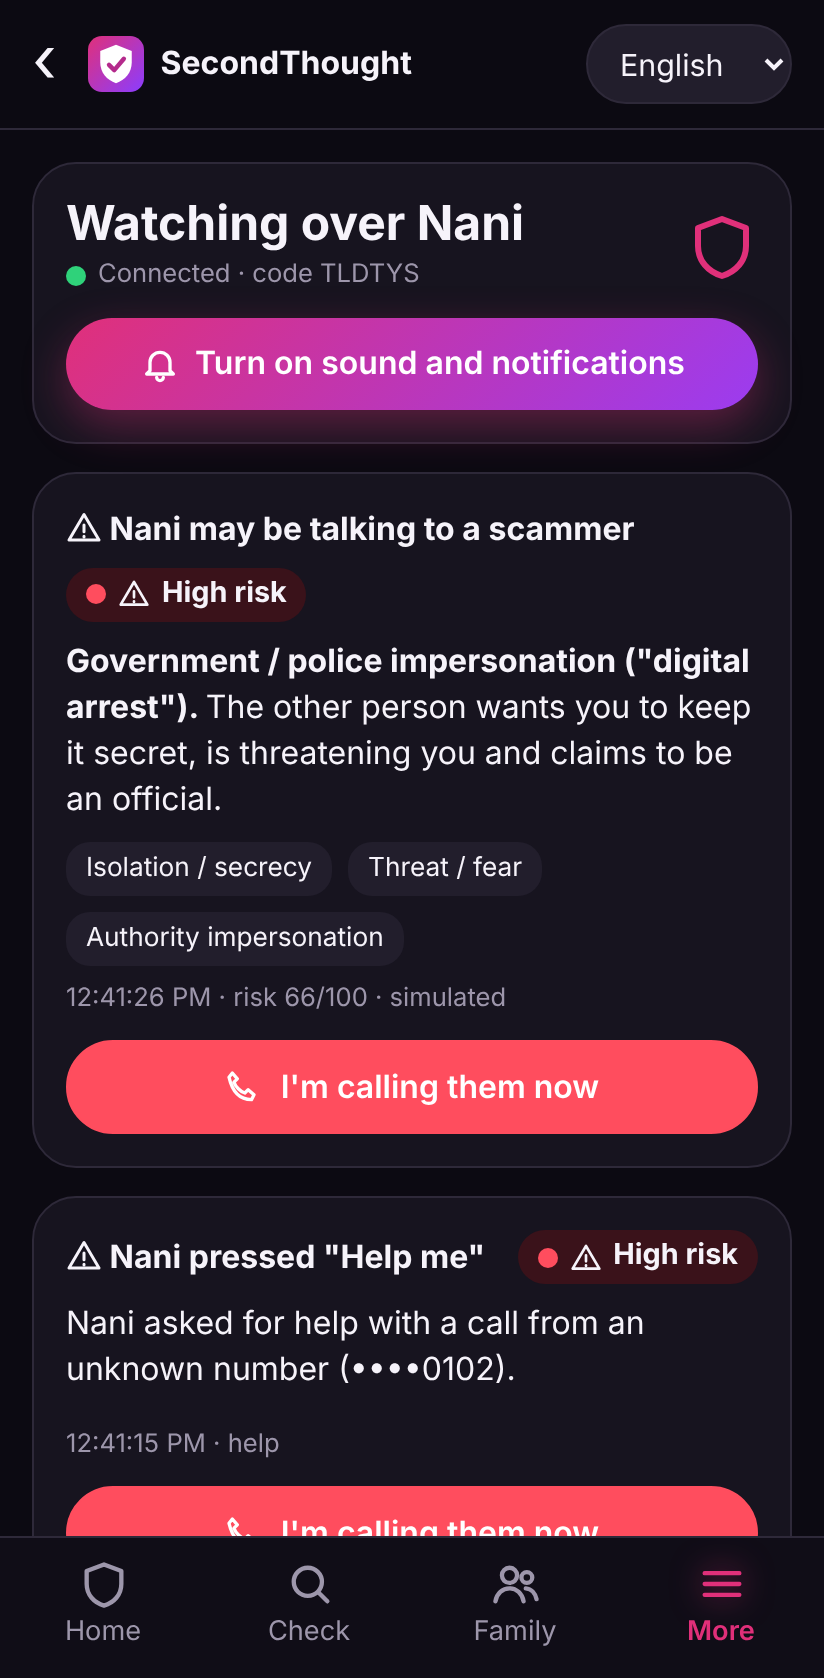 SecondThought
English
Watching over Nani
Connected · code TLDTYS
Turn on sound and notifications
Nani may be talking to a scammer
High risk
Government / police impersonation ("digital
arrest"). The other person wants you to keep
it secret, is threatening you and claims to be
an official.
Isolation / secrecy
Threat / fear
Authority impersonation
12:41:26 PM · risk 66/100 · simulated
I'm calling them now
Nani pressed "Help me"
High risk
Nani asked for help with a call from an
unknown number (••••0102).
12:41:15 PM · help
I'm calling them now
Home
Check
Family
More